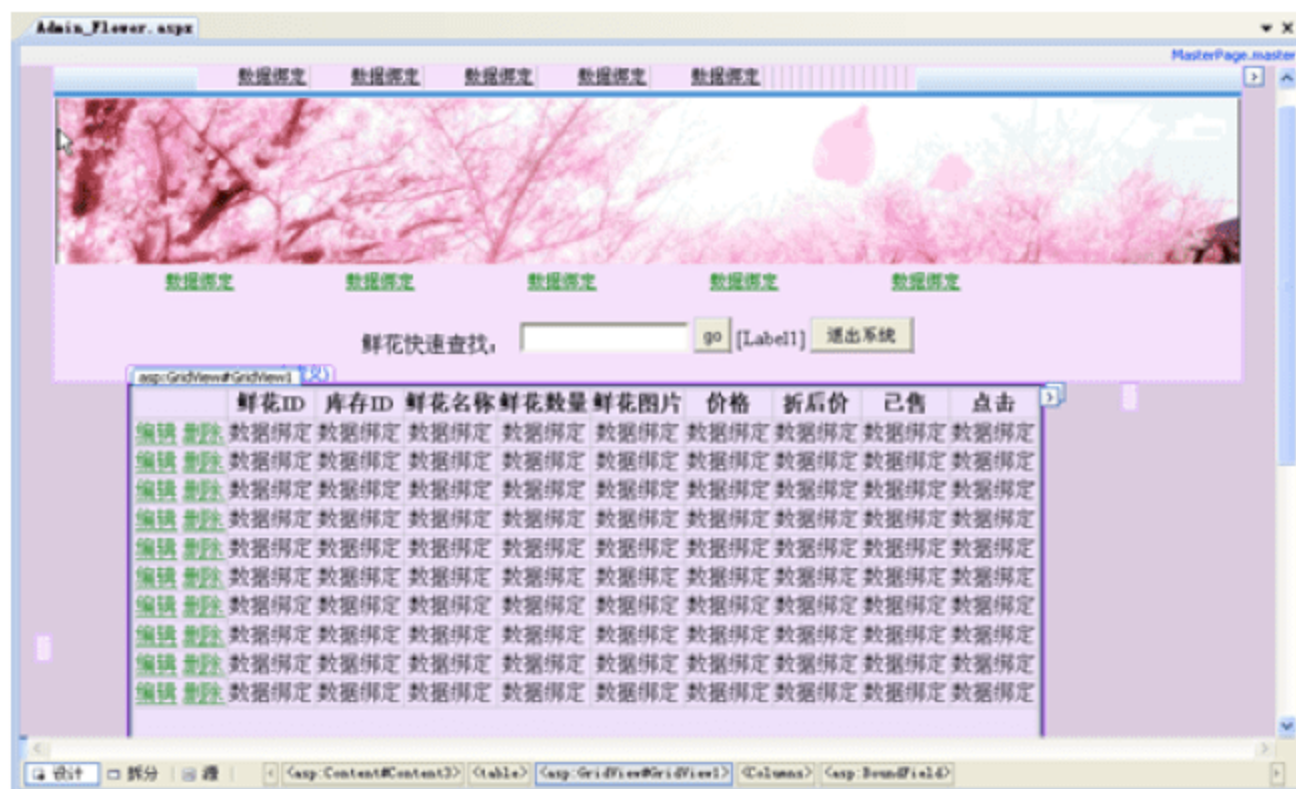 Admin_Flower.aspx
MasterPage.master
数据绑定 数据绑定 数据绑定 数据绑定 数据绑定
数据绑定 数据绑定 数据绑定 数据绑定 数据绑定
鲜花快速查找: go [Label1] 退出系统
asp:GridView#GridView1 义)
鲜花ID 库存ID 鲜花名称 鲜花数量 鲜花图片 价格 折后价 已售 点击
编辑 删除 数据绑定 数据绑定 数据绑定 数据绑定 数据绑定 数据绑定 数据绑定 数据绑定 数据绑定
编辑 删除 数据绑定 数据绑定 数据绑定 数据绑定 数据绑定 数据绑定 数据绑定 数据绑定 数据绑定
编辑 删除 数据绑定 数据绑定 数据绑定 数据绑定 数据绑定 数据绑定 数据绑定 数据绑定 数据绑定
编辑 删除 数据绑定 数据绑定 数据绑定 数据绑定 数据绑定 数据绑定 数据绑定 数据绑定 数据绑定
编辑 删除 数据绑定 数据绑定 数据绑定 数据绑定 数据绑定 数据绑定 数据绑定 数据绑定 数据绑定
编辑 删除 数据绑定 数据绑定 数据绑定 数据绑定 数据绑定 数据绑定 数据绑定 数据绑定 数据绑定
编辑 删除 数据绑定 数据绑定 数据绑定 数据绑定 数据绑定 数据绑定 数据绑定 数据绑定 数据绑定
编辑 删除 数据绑定 数据绑定 数据绑定 数据绑定 数据绑定 数据绑定 数据绑定 数据绑定 数据绑定
编辑 删除 数据绑定 数据绑定 数据绑定 数据绑定 数据绑定 数据绑定 数据绑定 数据绑定 数据绑定
编辑 删除 数据绑定 数据绑定 数据绑定 数据绑定 数据绑定 数据绑定 数据绑定 数据绑定 数据绑定
设计 拆分 源 <asp:Content#Content3> <table> <asp:GridView#GridView1> <Columns> <asp:BoundField>